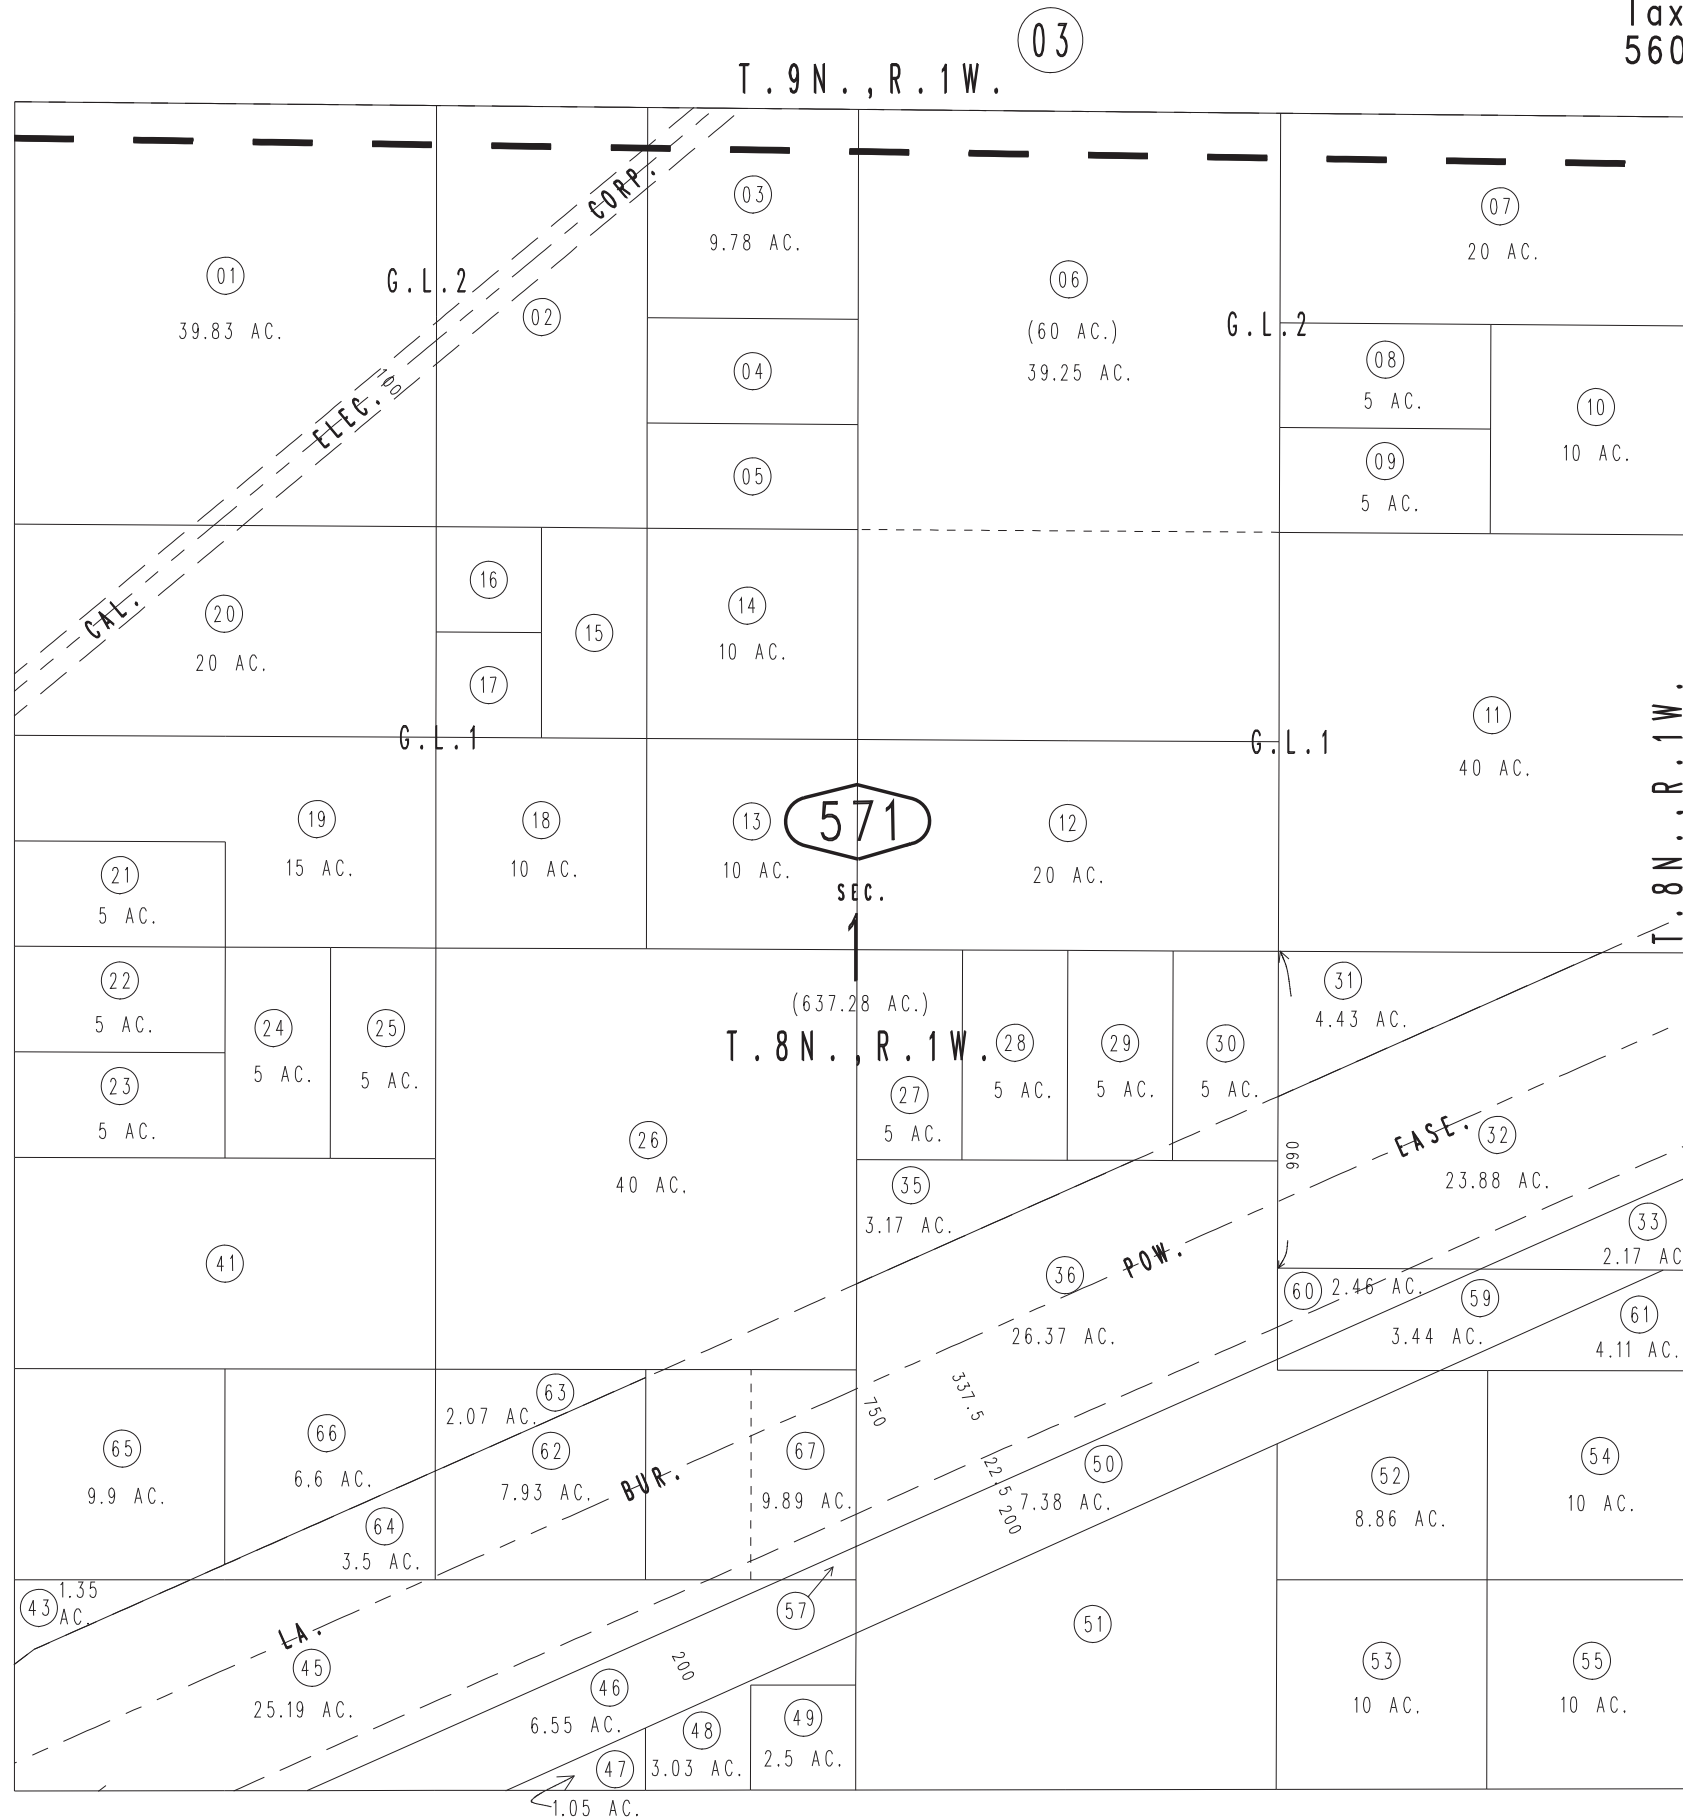 03
Tax
560
T.9N.,R.1W.
CORP.
03
9.78 AC.
07
20 AC.
01
39.83 AC.
G.L.2
02
06
(60 AC.)
39.25 AC.
G.L.2
04
08
5 AC.
10
10 AC.
ELEC.
100
05
09
5 AC.
16
14
10 AC.
CAL.
20
20 AC.
15
17
G.L.1
G.L.1
11
40 AC.
T.8N.,R.1W.
19
15 AC.
18
10 AC.
13
10 AC.
571
12
20 AC.
21
5 AC.
SEC.
1
(637.28 AC.)
T.8N.,R.1W.
22
5 AC.
24
5 AC.
25
5 AC.
28
5 AC.
29
5 AC.
30
5 AC.
31
4.43 AC.
23
5 AC.
27
5 AC.
26
40 AC.
EASE.
32
23.88 AC.
990
35
3.17 AC.
33
2.17 AC
41
36
26.37 AC.
POW.
60
2.46 AC.
59
3.44 AC.
61
4.11 AC.
63
2.07 AC.
750
337.5
65
9.9 AC.
66
6.6 AC.
62
7.93 AC.
BUR.
67
9.89 AC.
22.5
200
50
7.38 AC.
52
8.86 AC.
54
10 AC.
64
3.5 AC.
43
1.35
AC.
LA.
57
51
45
25.19 AC.
200
46
6.55 AC.
53
10 AC.
55
10 AC.
48
3.03 AC.
49
2.5 AC.
47
1.05 AC.